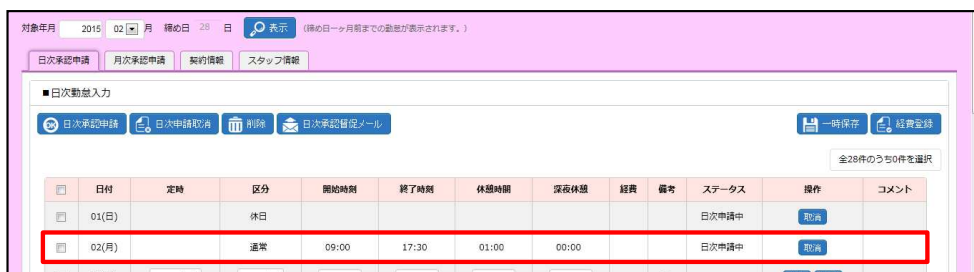 対象年月 2015 02 月 締め日 28 日 表示 (締め日一ヶ月前までの勤怠が表示されます。)
日次承認申請 月次承認申請 契約情報 スタッフ情報
■日次勤怠入力
OK 日次承認申請 日次申請取消 削除 日次承認督促メール 一時保存 経費登録
全28件のうち0件を選択
日付 定時 区分 開始時刻 終了時刻 休憩時間 深夜休憩 経費 備考 ステータス 操作 コメント
01(日) 休日 日次申請中 取消
02(月) 通常 09:00 17:30 01:00 00:00 日次申請中 取消